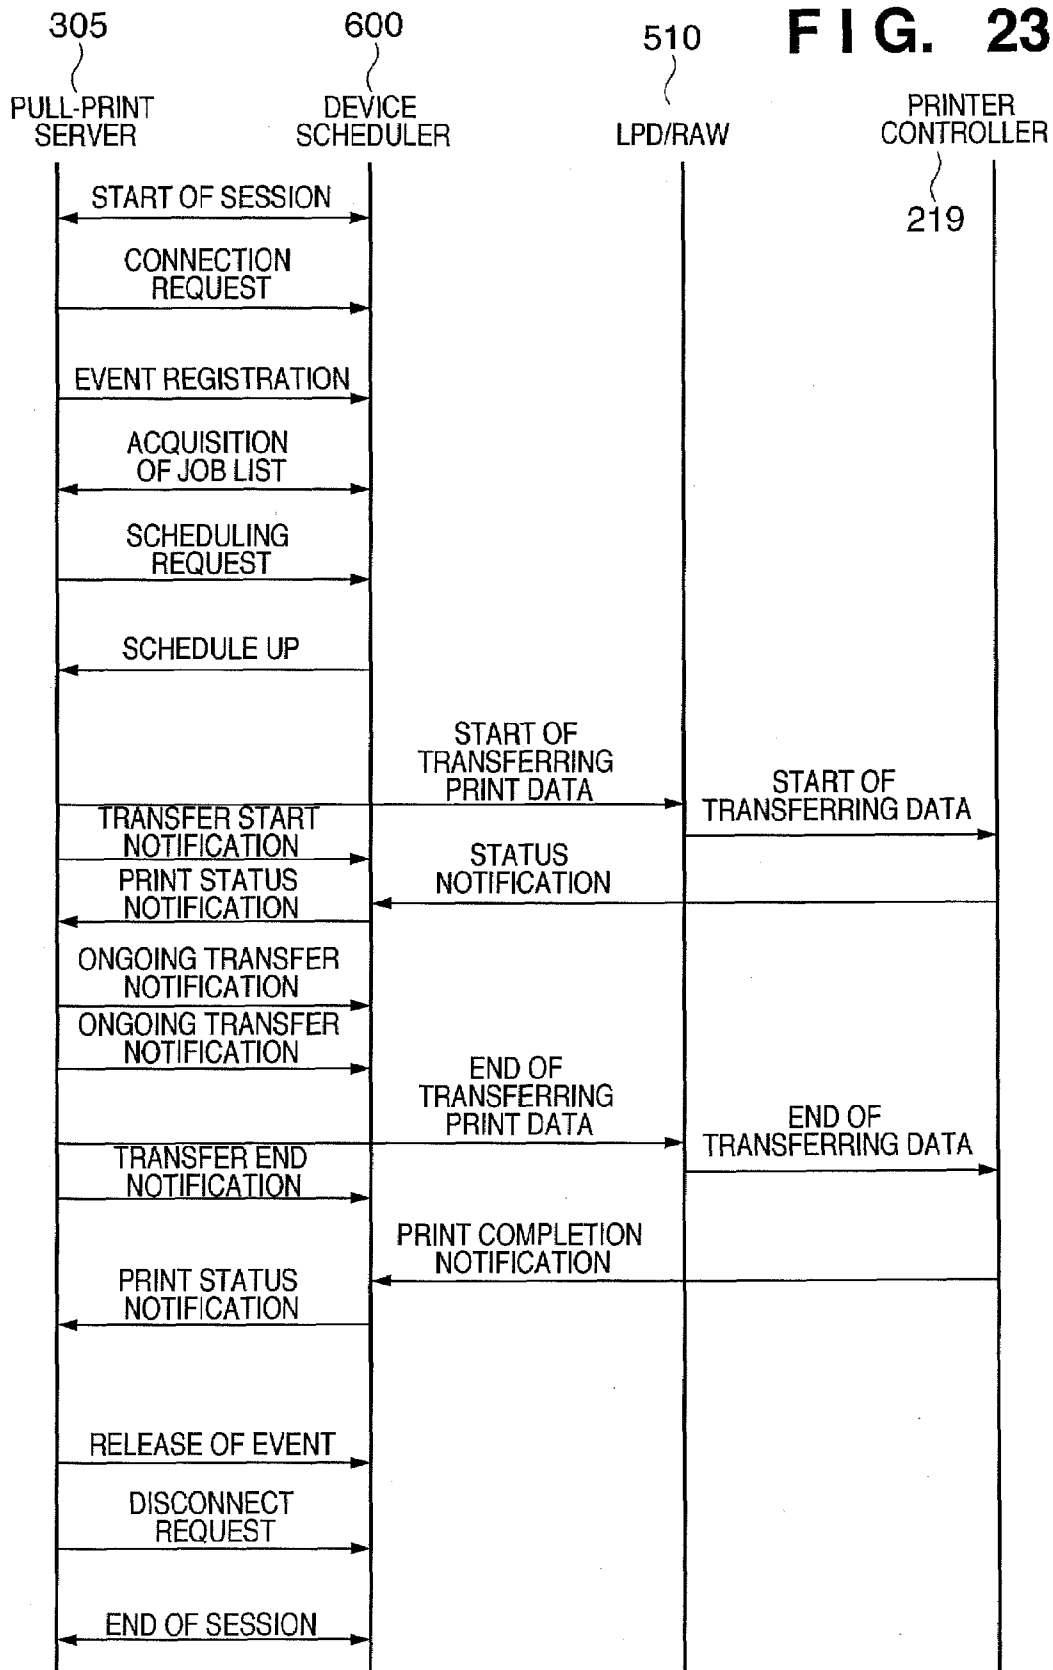 305
600
510
FIG. 23
PULL-PRINT
SERVER
DEVICE
SCHEDULER
LPD/RAW
PRINTER
CONTROLLER
219
START OF SESSION
CONNECTION
REQUEST
EVENT REGISTRATION
ACQUISITION
OF JOB LIST
SCHEDULING
REQUEST
SCHEDULE UP
START OF
TRANSFERRING
PRINT DATA
START OF
TRANSFERRING DATA
TRANSFER START
NOTIFICATION
STATUS
NOTIFICATION
PRINT STATUS
NOTIFICATION
ONGOING TRANSFER
NOTIFICATION
ONGOING TRANSFER
NOTIFICATION
END OF
TRANSFERRING
PRINT DATA
END OF
TRANSFERRING DATA
TRANSFER END
NOTIFICATION
PRINT COMPLETION
NOTIFICATION
PRINT STATUS
NOTIFICATION
RELEASE OF EVENT
DISCONNECT
REQUEST
END OF SESSION